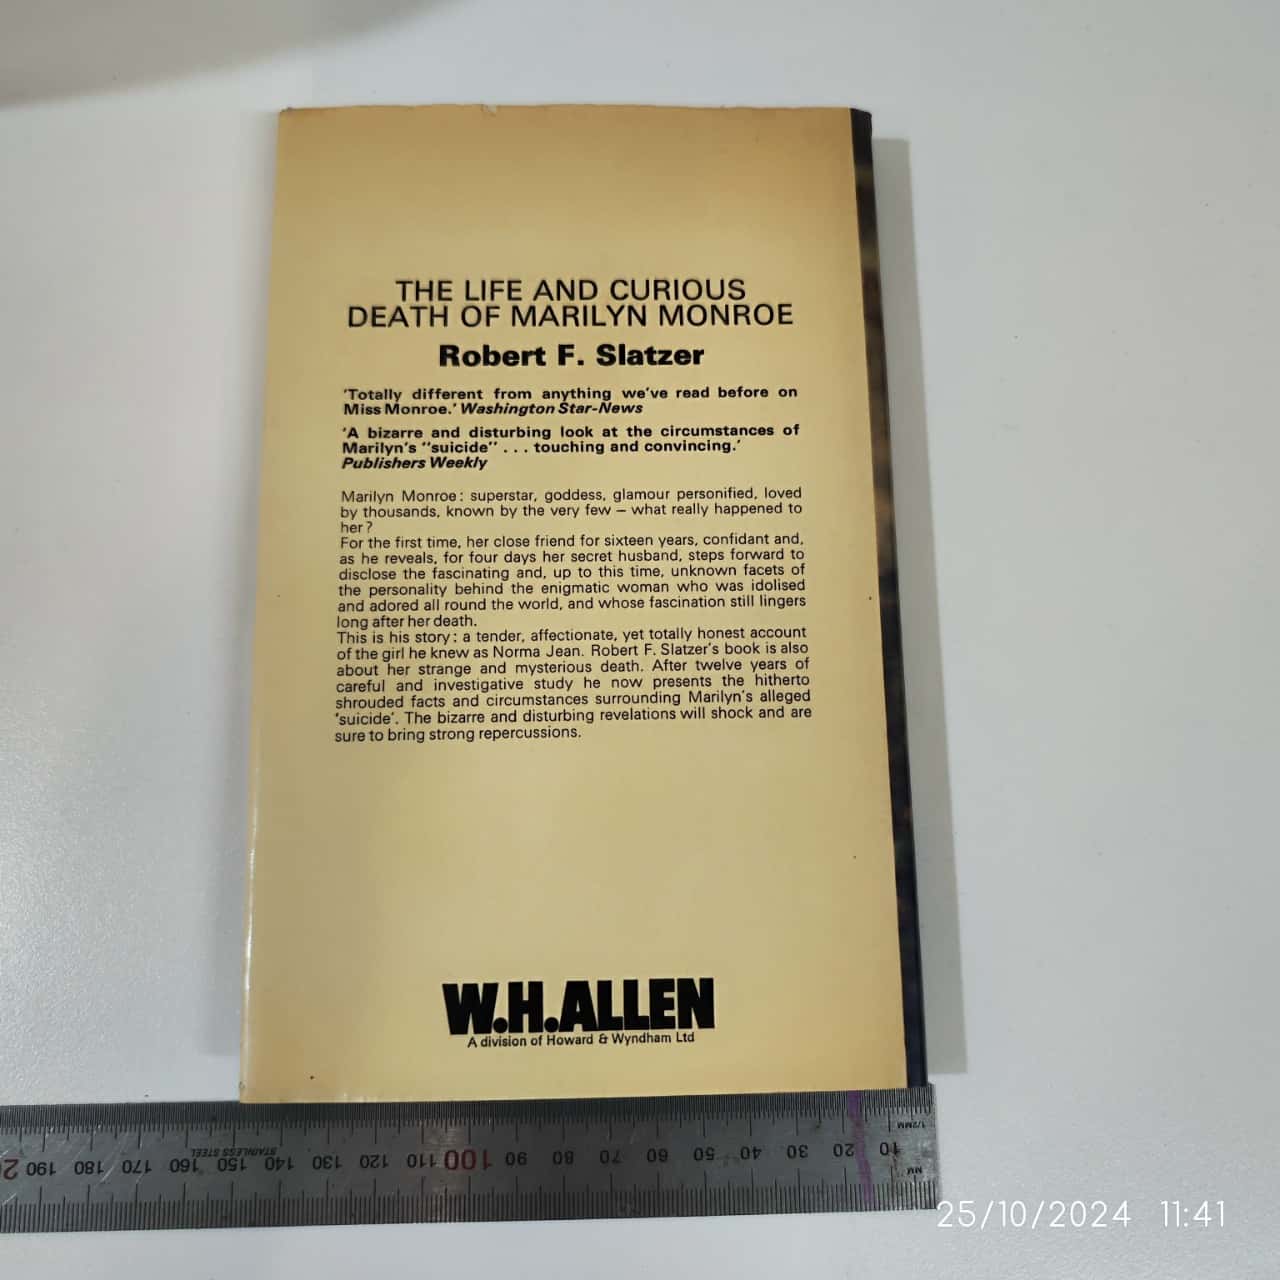 THE LIFE AND CURIOUS
DEATH OF MARILYN MONROE
Robert F. Slatzer
'Totally different from anything we've read before on
Miss Monroe.' Washington Star-News
'A bizarre and disturbing look at the circumstances of
Marilyn's "suicide" . . . touching and convincing.'
Publishers Weekly
Marilyn Monroe: superstar, goddess, glamour personified, loved
by thousands, known by the very few – what really happened to
her?
For the first time, her close friend for sixteen years, confidant and,
as he reveals, for four days her secret husband, steps forward to
disclose the fascinating and, up to this time, unknown facets of
the personality behind the enigmatic woman who was idolised
and adored all round the world, and whose fascination still lingers
long after her death.
This is his story: a tender, affectionate, yet totally honest account
of the girl he knew as Norma Jean. Robert F. Slatzer's book is also
about her strange and mysterious death. After twelve years of
careful and investigative study he now presents the hitherto
shrouded facts and circumstances surrounding Marilyn's alleged
'suicide'. The bizarre and disturbing revelations will shock and are
sure to bring strong repercussions.
W.H.ALLEN
A division of Howard & Wyndham Ltd
1/2MM
STAINLESS STEEL
190 180 170 160 150 140 130 120 110 100 90 80 70 60 50 40 30 20 10
MM
25/10/2024 11:41